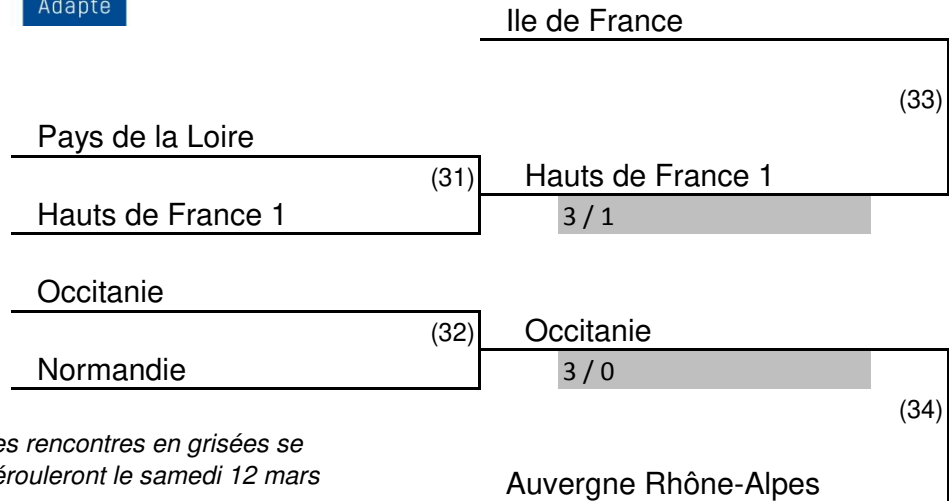 Adapté
Ile de France
(33)
Pays de la Loire
(31)
Hauts de France 1
Hauts de France 1
3 / 1
Occitanie
(32)
Occitanie
Normandie
3 / 0
(34)
es rencontres en grisées se
érouleront le samedi 12 mars
Auvergne Rhône-Alpes